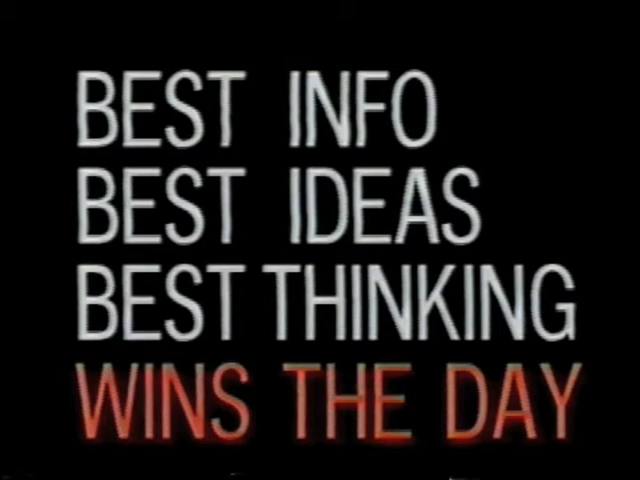 BEST INFO
BEST IDEAS
BEST THINKING
WINS THE DAY